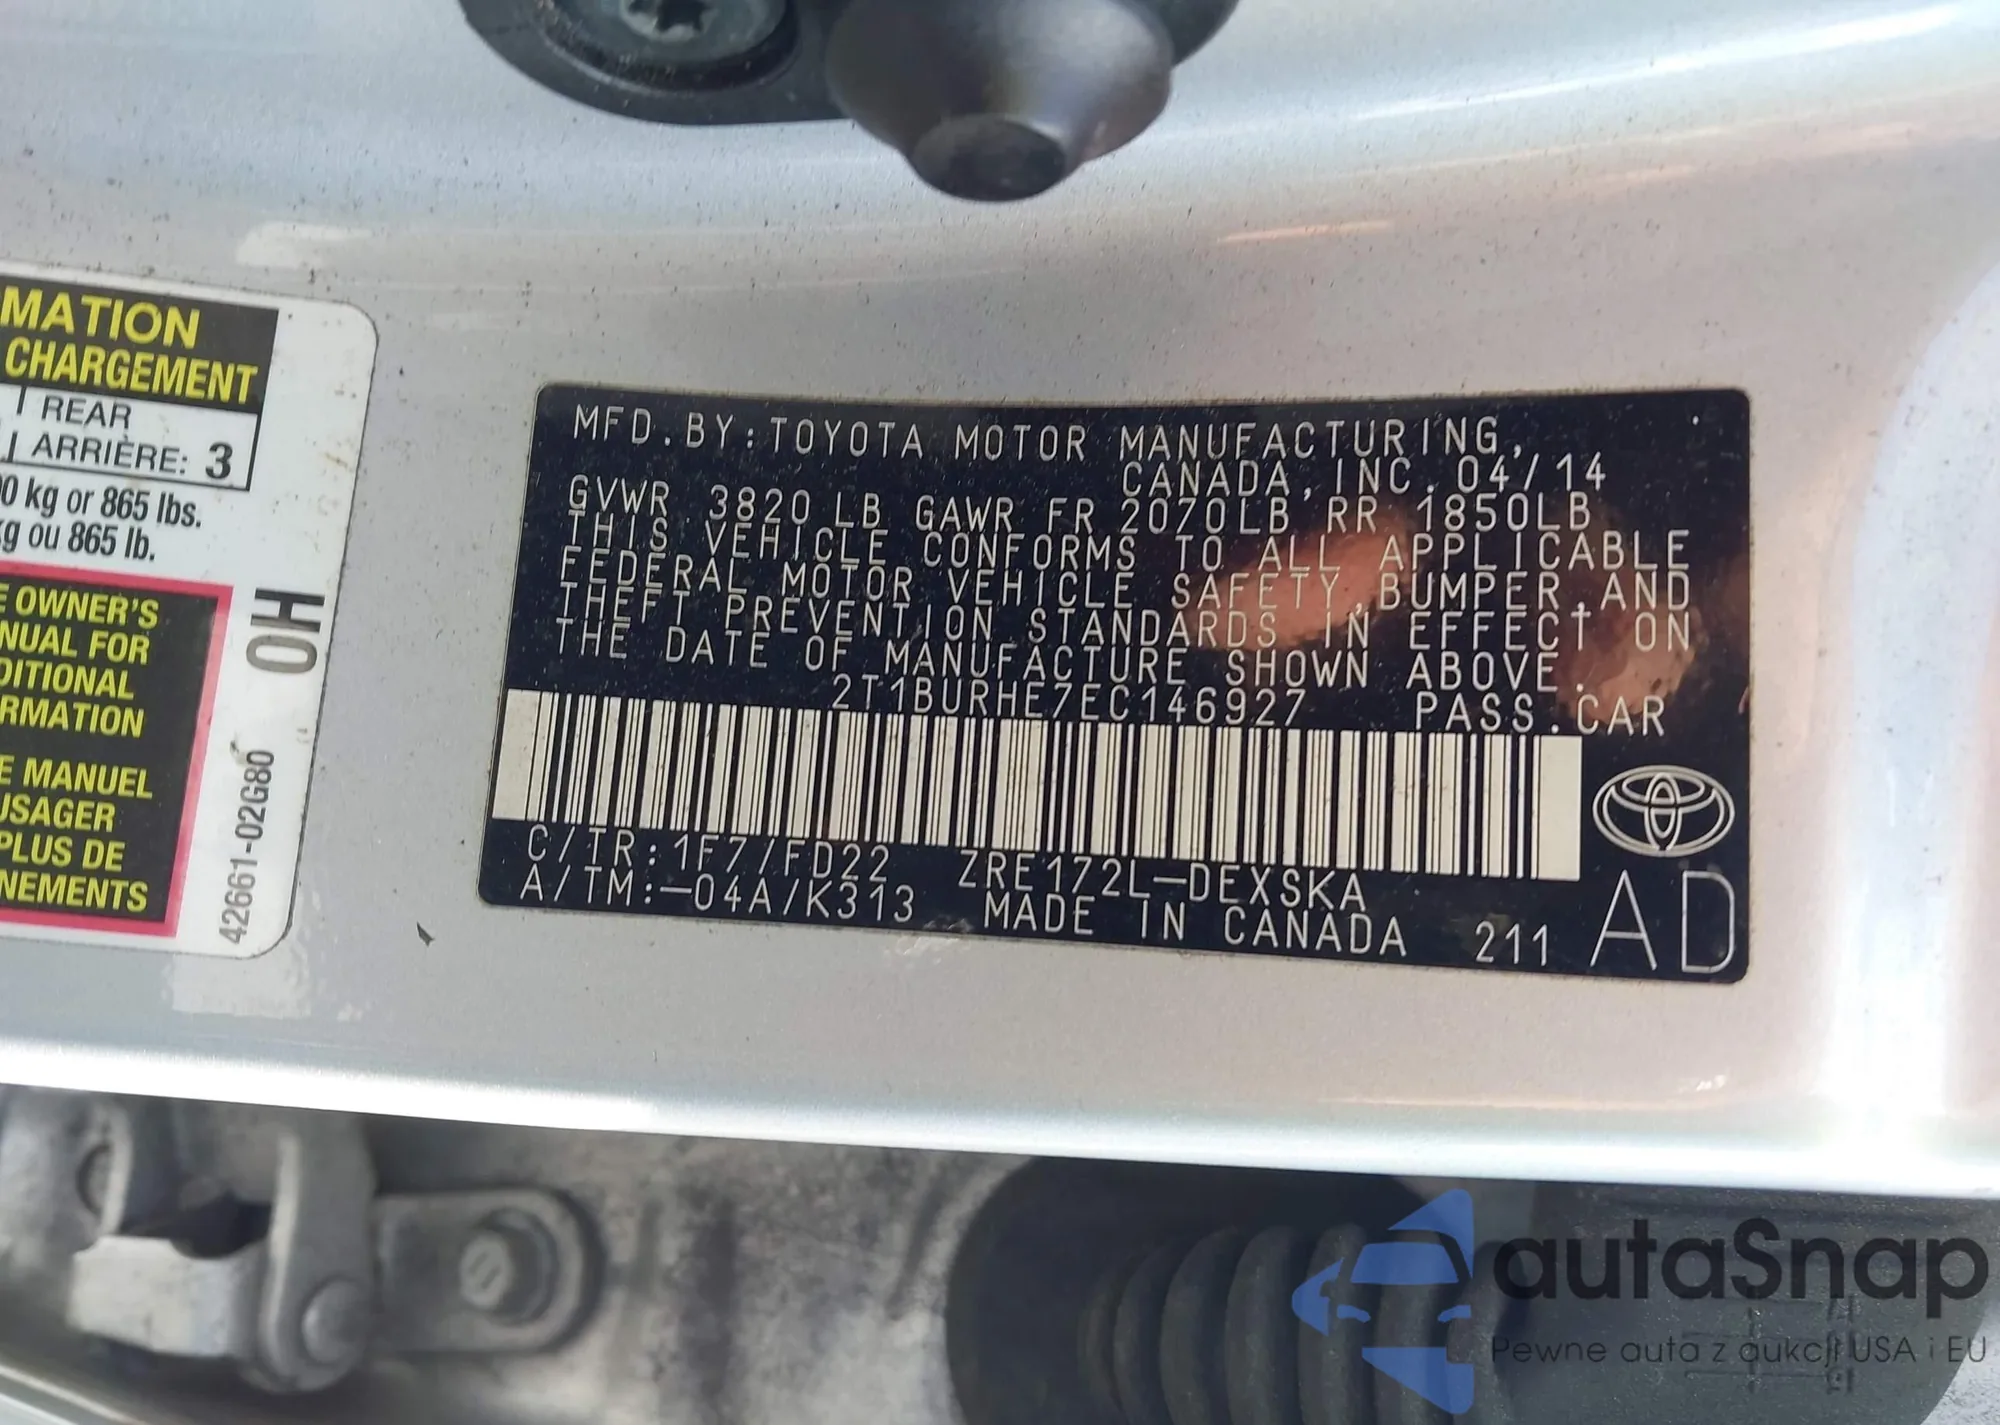 MATION
CHARGEMENT
REAR
ARRIÈRE: 3
0 kg or 865 lbs.
kg ou 865 lb.
E OWNER'S
NUAL FOR
DITIONAL
RMATION
E MANUEL
USAGER
PLUS DE
NEMENTS
42661-02G80
0H
MFD.BY:TOYOTA MOTOR MANUFACTURING,
CANADA,INC.04/14
GVWR 3820 LB GAWR FR 2070LB RR 1850LB
THIS VEHICLE CONFORMS TO ALL APPLICABLE
FEDERAL MOTOR VEHICLE SAFETY,BUMPER,AND
THEFT PREVENTION STANDARDS IN EFFECT ON
THE DATE OF MANUFACTURE SHOWN ABOVE.
2T1BURHE7EC146927 PASS.CAR
C/TR:1F7/FD22 ZRE172L-DEXSKA
A/TM:-04A/K313 MADE IN CANADA 211 AD
autaSnap
Pewne auta z aukcji USA i EU